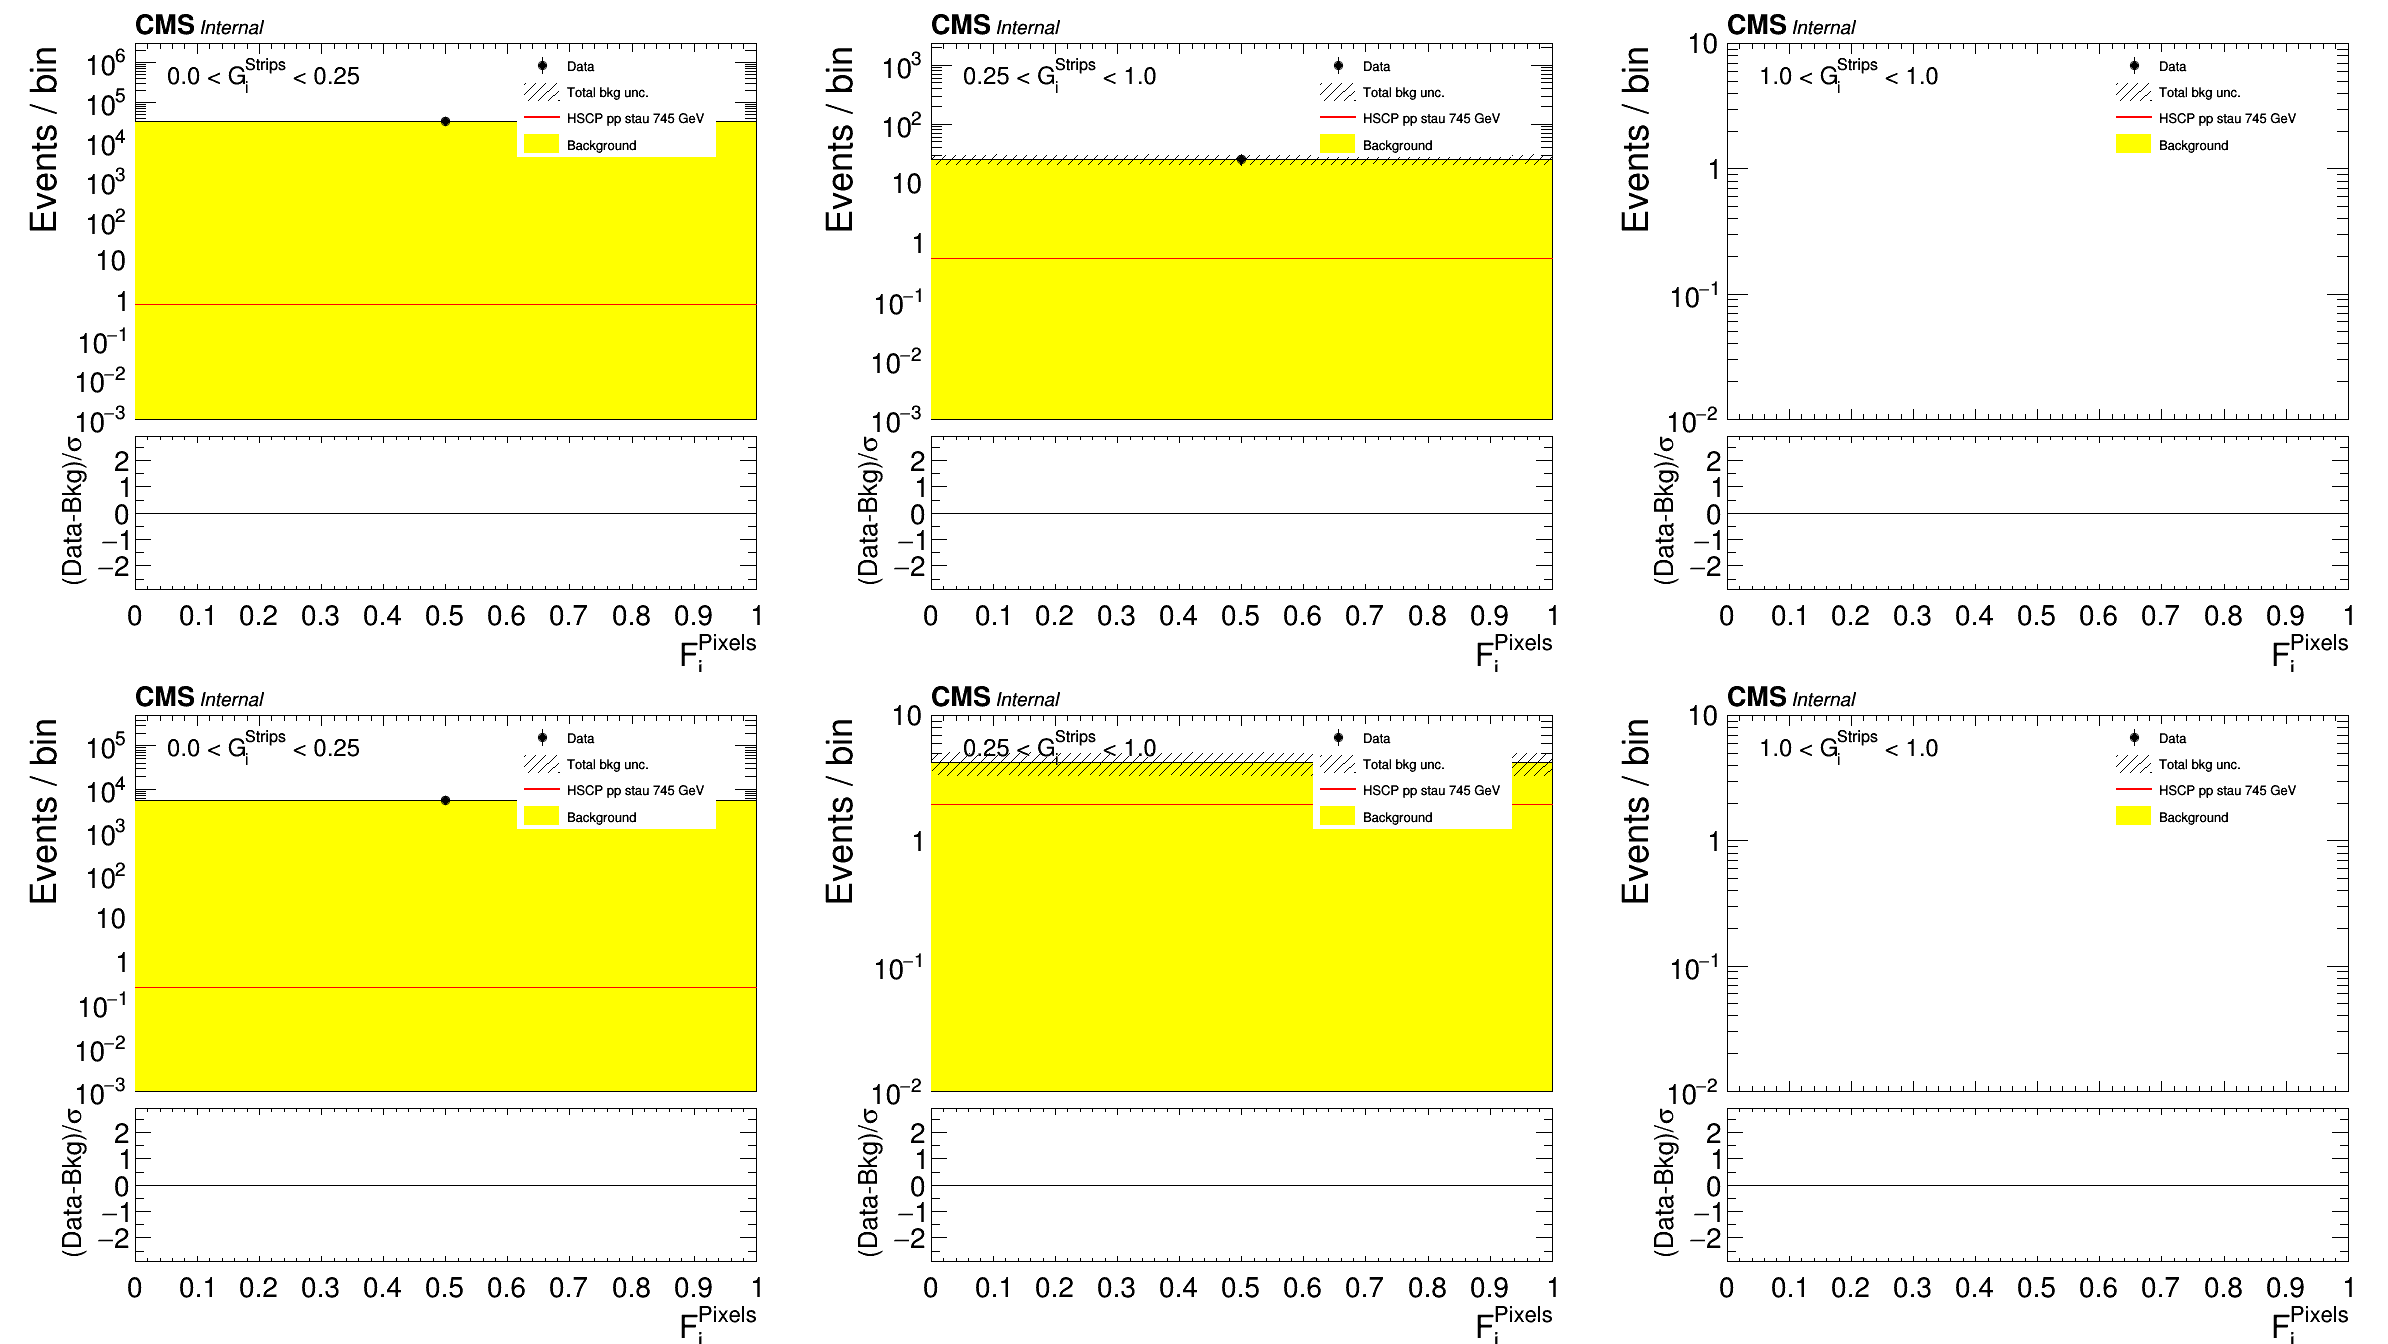 CMS Internal
Events / bin
10^6
10^5
10^4
10^3
10^2
10
1
10^−1
10^−2
10^−3
0.0 < G_i^Strips < 0.25
Data
Total bkg unc.
HSCP pp stau 745 GeV
Background
(Data-Bkg)/σ
2
1
0
−1
−2
0 0.1 0.2 0.3 0.4 0.5 0.6 0.7 0.8 0.9 1
F_i^Pixels
CMS Internal
Events / bin
10^3
10^2
10
1
10^−1
10^−2
10^−3
0.25 < G_i^Strips < 1.0
Data
Total bkg unc.
HSCP pp stau 745 GeV
Background
(Data-Bkg)/σ
2
1
0
−1
−2
0 0.1 0.2 0.3 0.4 0.5 0.6 0.7 0.8 0.9 1
F_i^Pixels
CMS Internal
Events / bin
10
1
10^−1
10^−2
1.0 < G_i^Strips < 1.0
Data
Total bkg unc.
HSCP pp stau 745 GeV
Background
(Data-Bkg)/σ
2
1
0
−1
−2
0 0.1 0.2 0.3 0.4 0.5 0.6 0.7 0.8 0.9 1
F_i^Pixels
CMS Internal
Events / bin
10^5
10^4
10^3
10^2
10
1
10^−1
10^−2
10^−3
0.0 < G_i^Strips < 0.25
Data
Total bkg unc.
HSCP pp stau 745 GeV
Background
(Data-Bkg)/σ
2
1
0
−1
−2
0 0.1 0.2 0.3 0.4 0.5 0.6 0.7 0.8 0.9 1
F_i^Pixels
CMS Internal
Events / bin
10
1
10^−1
10^−2
0.25 < G_i^Strips < 1.0
Data
Total bkg unc.
HSCP pp stau 745 GeV
Background
(Data-Bkg)/σ
2
1
0
−1
−2
0 0.1 0.2 0.3 0.4 0.5 0.6 0.7 0.8 0.9 1
F_i^Pixels
CMS Internal
Events / bin
10
1
10^−1
10^−2
1.0 < G_i^Strips < 1.0
Data
Total bkg unc.
HSCP pp stau 745 GeV
Background
(Data-Bkg)/σ
2
1
0
−1
−2
0 0.1 0.2 0.3 0.4 0.5 0.6 0.7 0.8 0.9 1
F_i^Pixels